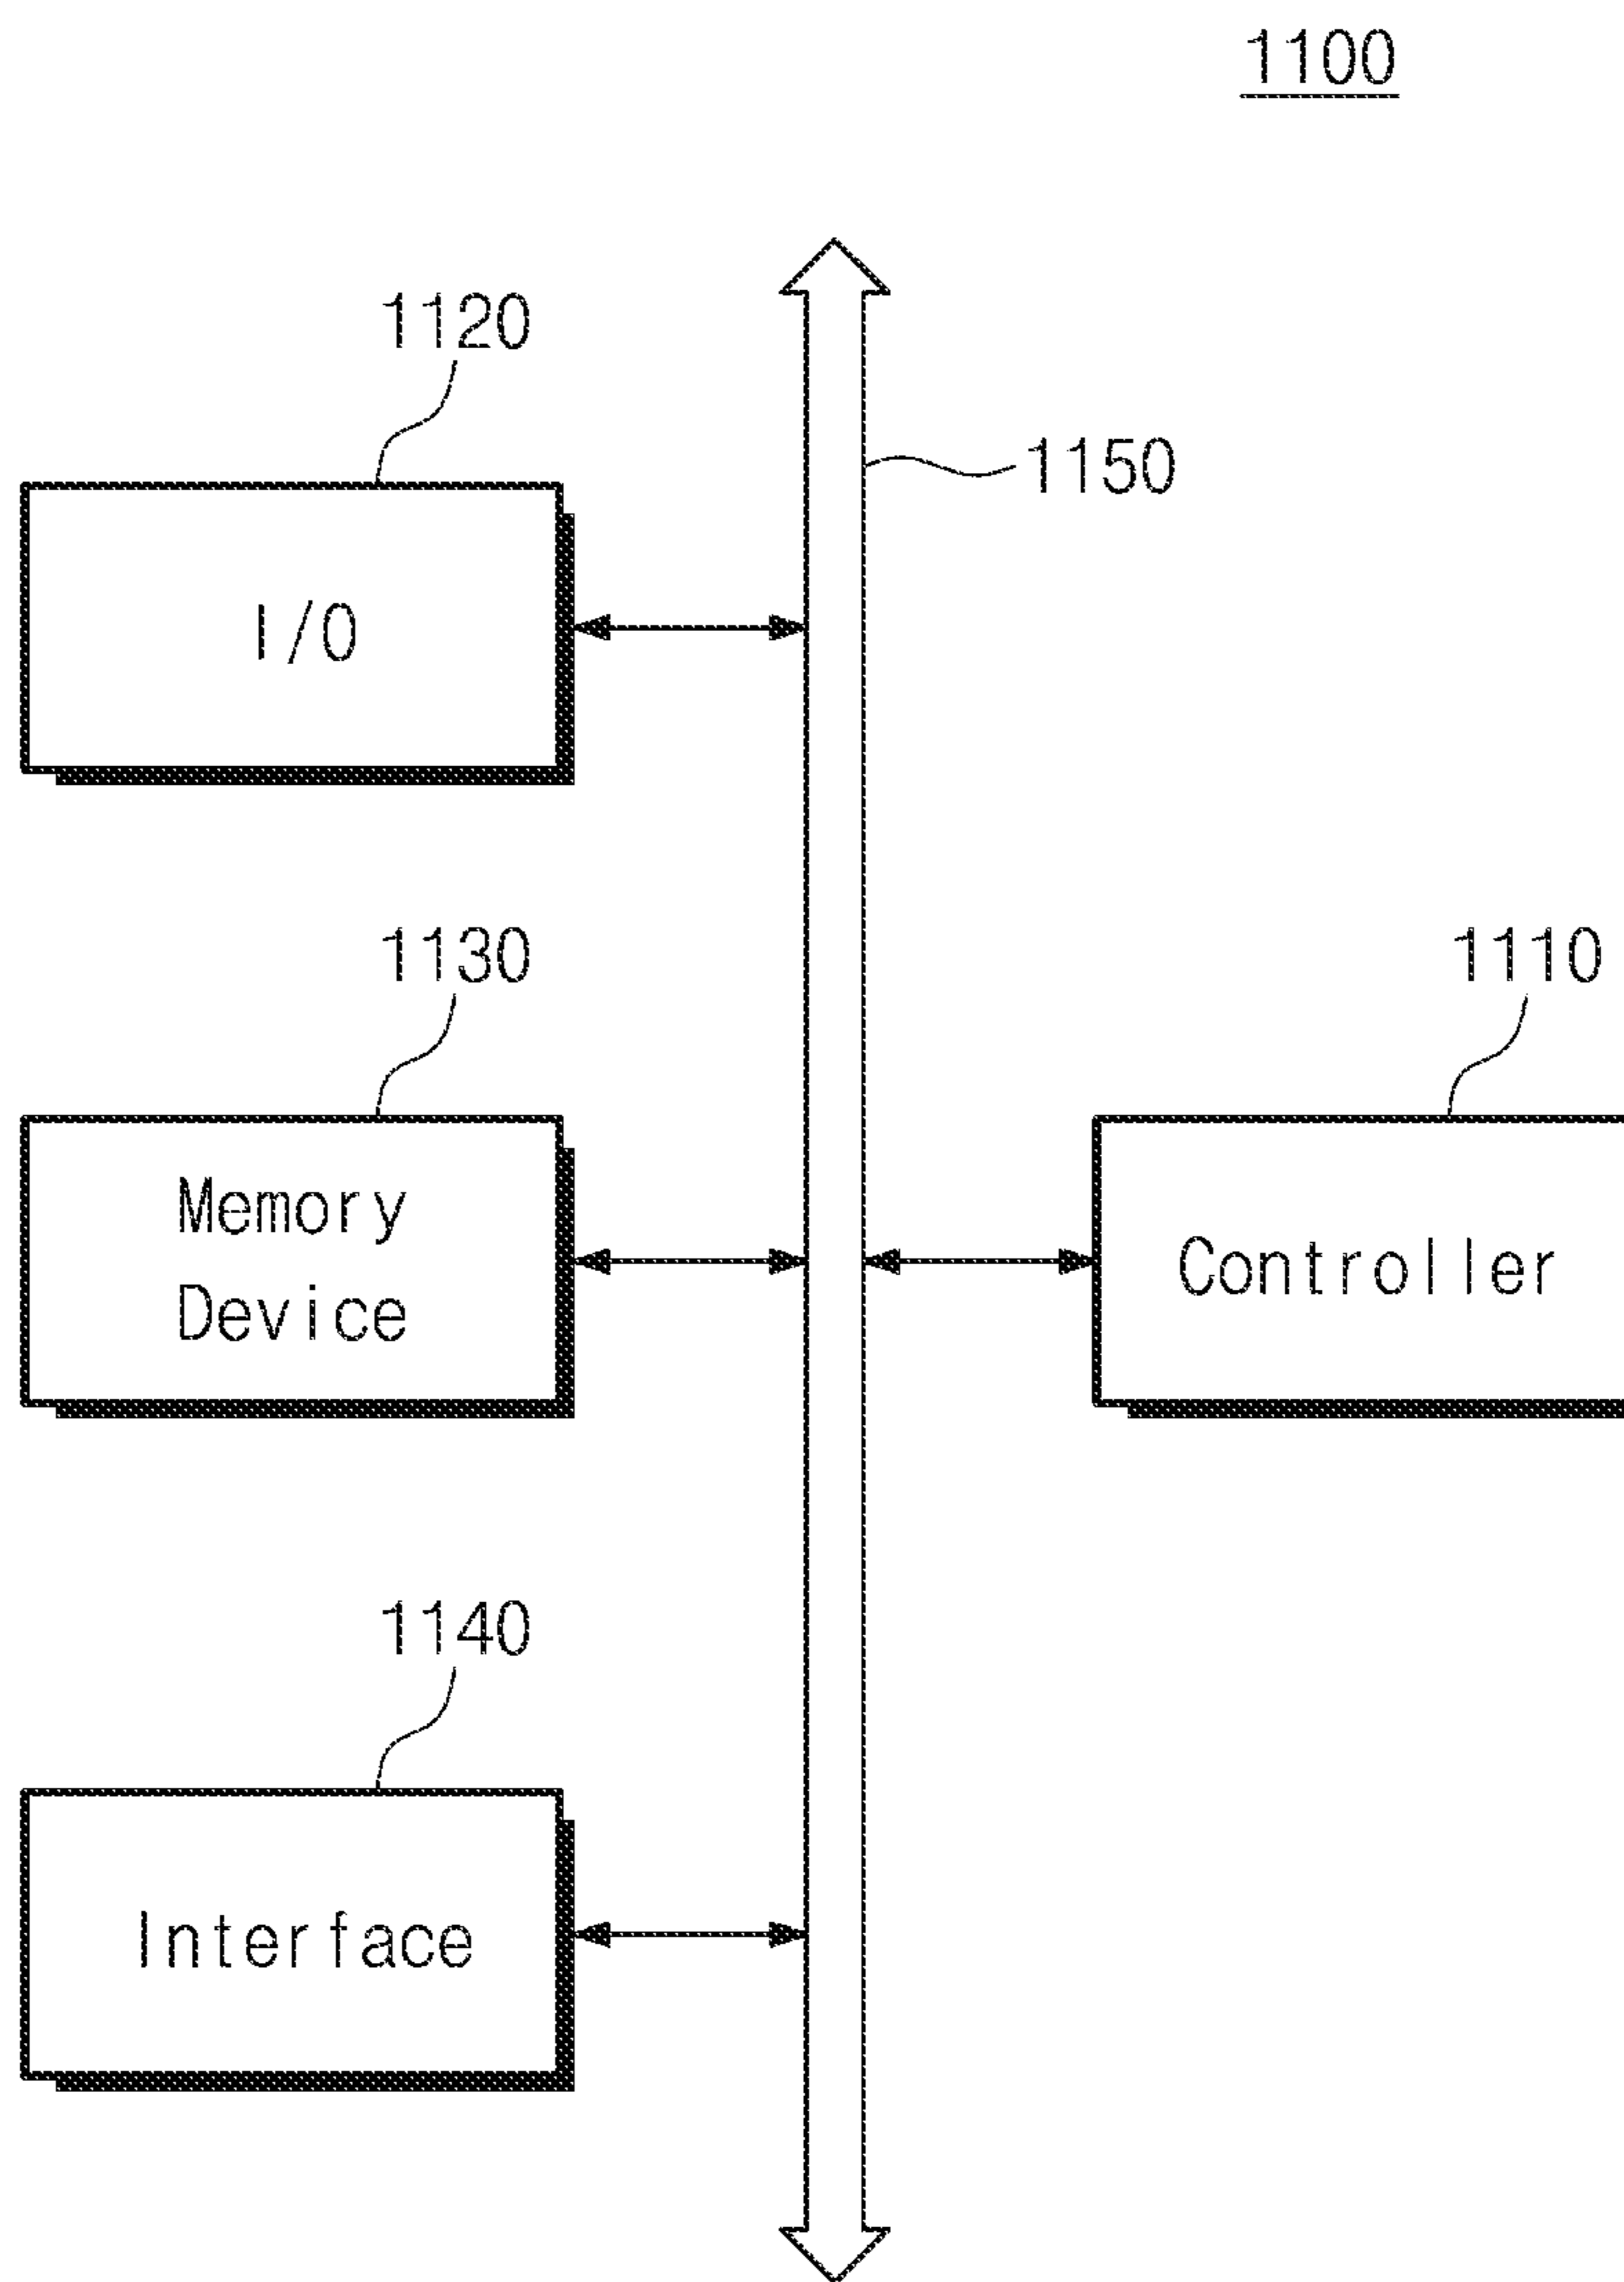 1100
1120
1150
I/O
1130
1110
Memory
Device
Controller
1140
Interface